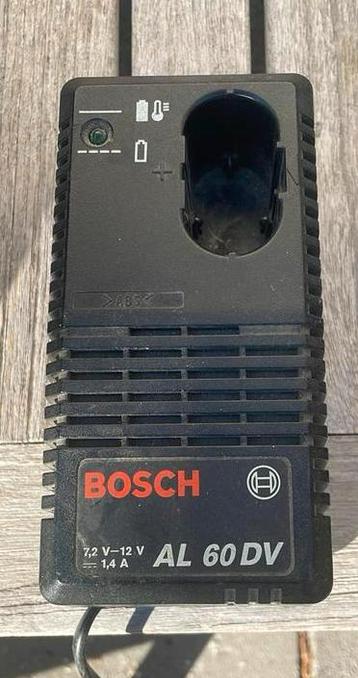 +
>ABS<
BOSCH
7,2 V–12 V
⎓ 1,4 A
AL 60 DV